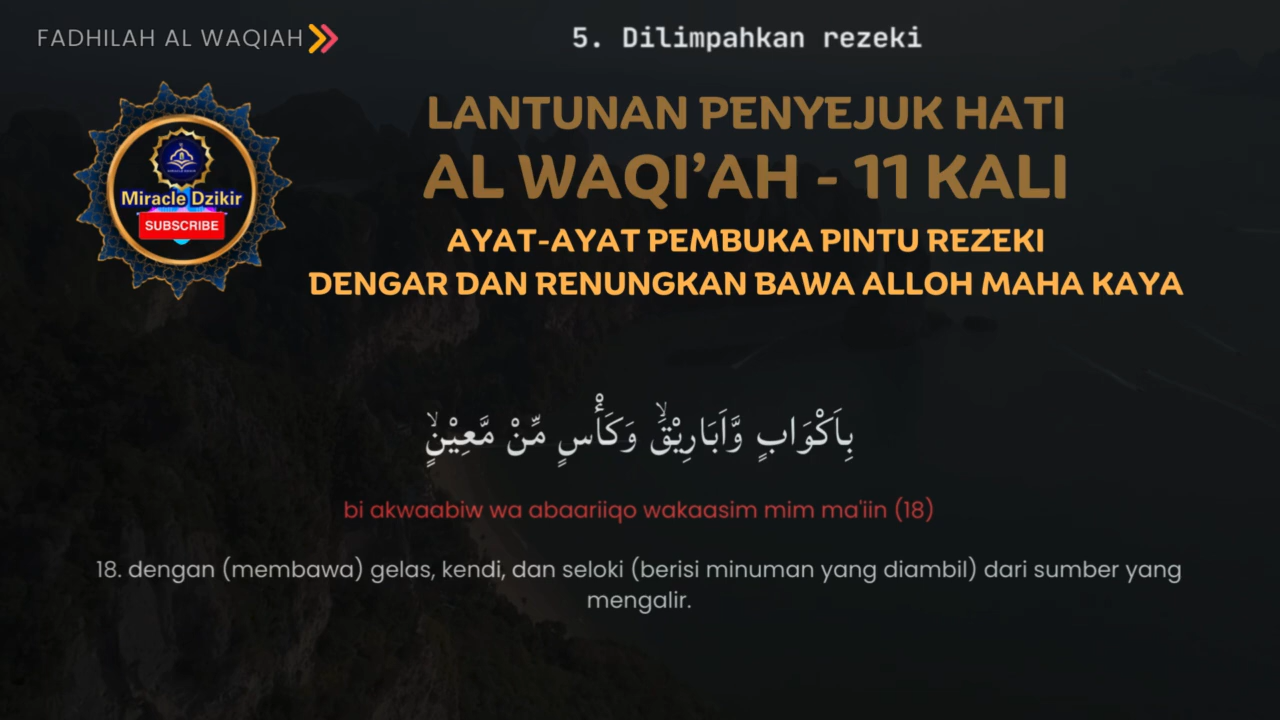 FADHILAH AL WAQIAH
5. Dilimpahkan rezeki
Miracle Dzikir
SUBSCRIBE
LANTUNAN PENYEJUK HATI
AL WAQI’AH - 11 KALI
AYAT-AYAT PEMBUKA PINTU REZEKI
DENGAR DAN RENUNGKAN BAWA ALLOH MAHA KAYA
بِاَكْوَابٍ وَّاَبَارِيْقَۙ وَكَأْسٍ مِّنْ مَّعِيْنٍۙ
bi akwaabiw wa abaariiqo wakaasim mim ma'iin (18)
18. dengan (membawa) gelas, kendi, dan seloki (berisi minuman yang diambil) dari sumber yang
mengalir.